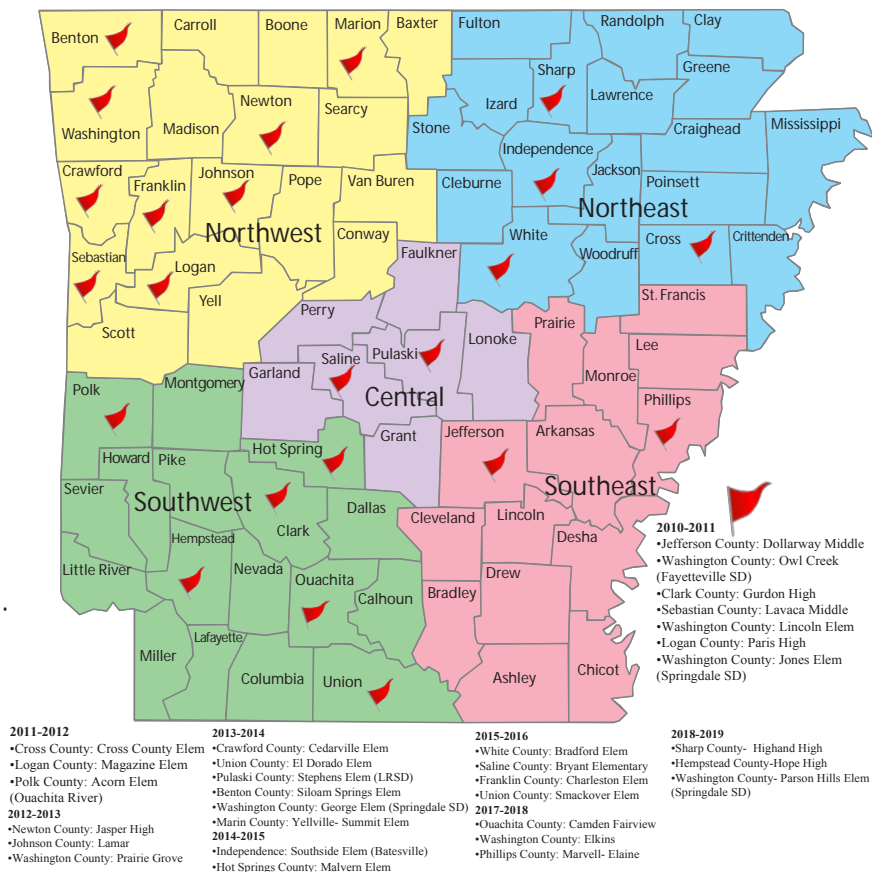 Benton
Carroll
Boone
Marion
Baxter
Fulton
Randolph
Clay
Sharp
Greene
Washington
Madison
Newton
Searcy
Stone
Izard
Lawrence
Craighead
Mississippi
Independence
Crawford
Franklin
Johnson
Pope
Van Buren
Cleburne
Jackson
Poinsett
Northwest
Northeast
Conway
Faulkner
White
Woodruff
Cross
Crittenden
Sebastian
Logan
Yell
Perry
St. Francis
Scott
Saline
Pulaski
Lonoke
Prairie
Lee
Polk
Montgomery
Garland
Central
Monroe
Phillips
Howard
Pike
Hot Spring
Grant
Jefferson
Arkansas
Sevier
Southwest
Clark
Dallas
Southeast
Cleveland
Lincoln
Desha
Hempstead
Little River
Nevada
Ouachita
Calhoun
Bradley
Drew
Lafayette
Miller
Columbia
Union
Ashley
Chicot
.
2010-2011
•Jefferson County: Dollarway Middle
•Washington County: Owl Creek
(Fayetteville SD)
•Clark County: Gurdon High
•Sebastian County: Lavaca Middle
•Washington County: Lincoln Elem
•Logan County: Paris High
•Washington County: Jones Elem
(Springdale SD)
2011-2012
•Cross County: Cross County Elem
•Logan County: Magazine Elem
•Polk County: Acorn Elem
(Ouachita River)
2012-2013
•Newton County: Jasper High
•Johnson County: Lamar
•Washington County: Prairie Grove
2013-2014
•Crawford County: Cedarville Elem
•Union County: El Dorado Elem
•Pulaski County: Stephens Elem (LRSD)
•Benton County: Siloam Springs Elem
•Washington County: George Elem (Springdale SD)
•Marin County: Yellville- Summit Elem
2014-2015
•Independence: Southside Elem (Batesville)
•Hot Springs County: Malvern Elem
2015-2016
•White County: Bradford Elem
•Saline County: Bryant Elementary
•Franklin County: Charleston Elem
•Union County: Smackover Elem
2017-2018
•Ouachita County: Camden Fairview
•Washington County: Elkins
•Phillips County: Marvell- Elaine
2018-2019
•Sharp County- Highand High
•Hempstead County-Hope High
•Washington County- Parson Hills Elem
(Springdale SD)